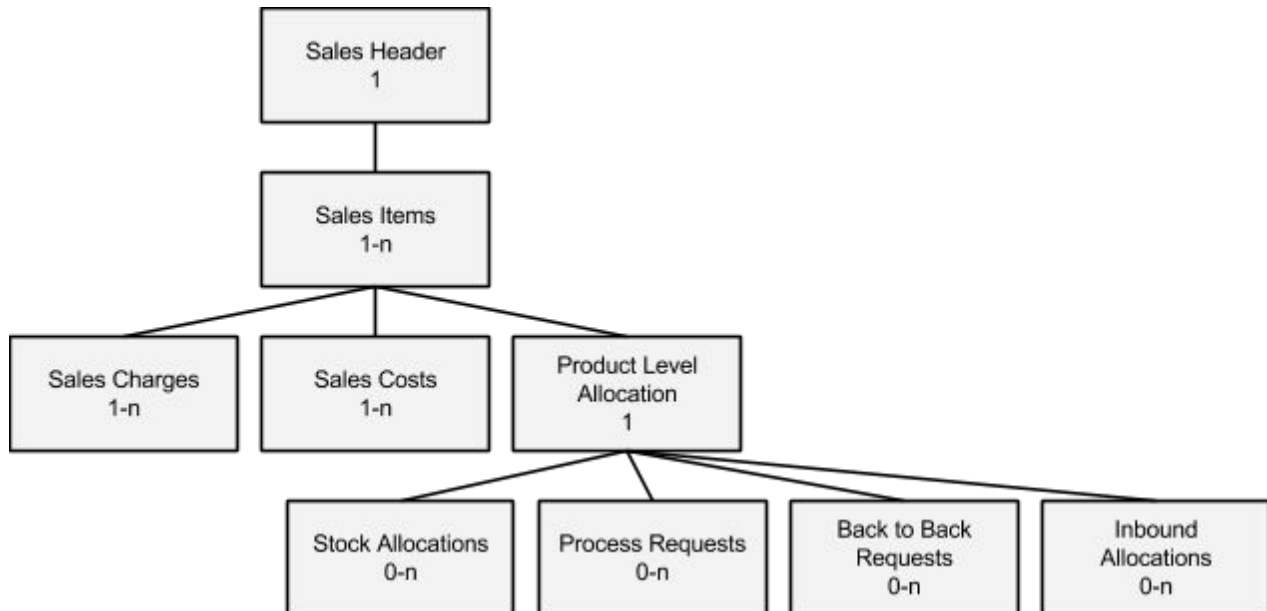 Sales Header
1
Sales Items
1-n
Sales Charges
1-n
Sales Costs
1-n
Product Level
Allocation
1
Stock Allocations
0-n
Process Requests
0-n
Back to Back
Requests
0-n
Inbound
Allocations
0-n